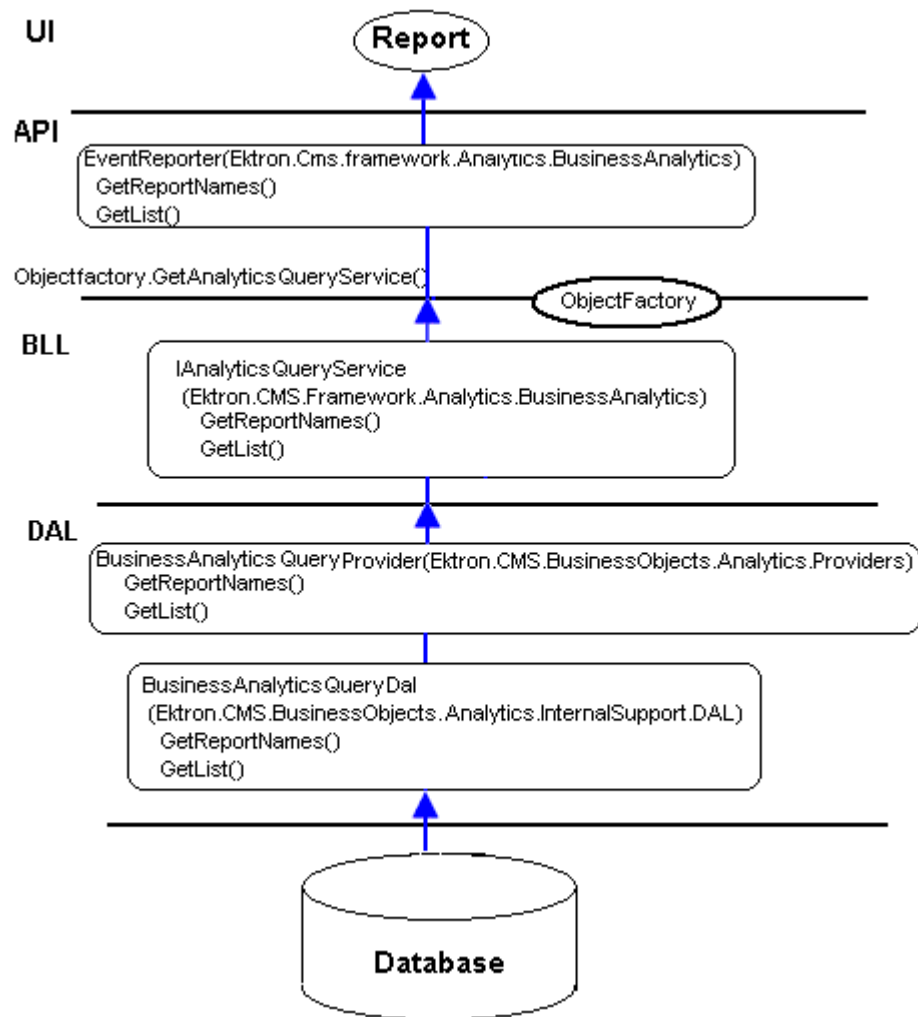 UI
Report
API
EventReporter(Ektron.Cms.framework.Analytics.BusinessAnalytics)
GetReportNames()
GetList()
Objectfactory.GetAnalyticsQueryService()
ObjectFactory
BLL
IAnalyticsQueryService
(Ektron.CMS.Framework.Analytics.BusinessAnalytics)
GetReportNames()
GetList()
DAL
BusinessAnalyticsQueryProvider(Ektron.CMS.BusinessObjects.Analytics.Providers)
GetReportNames()
GetList()
BusinessAnalyticsQueryDal
(Ektron.CMS.BusinessObjects.Analytics.InternalSupport.DAL)
GetReportNames()
GetList()
Database